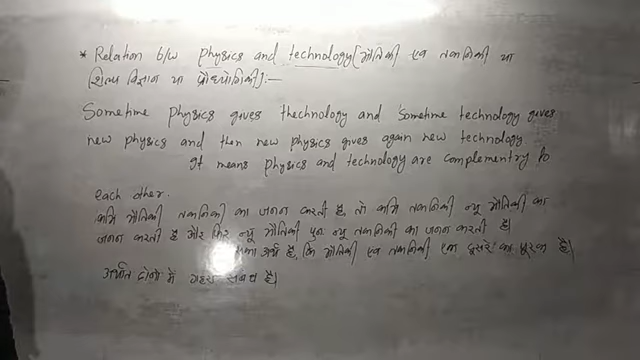 * Relation b/w physics and technology [भौतिकी एवं तकनिकी या
(शिल्प विज्ञान या प्रौद्योगिकी]:-
Sometime physics gives thechnology and Sometime technology gives
new physics and then new physics gives again new technology
It means physics and technology are complementry to
each other.
कभि भौतिकी तकनिकी का जनन करती है, तो कभि तकनिकी न्यू भौतिकी का
जनन करती है और फिर न्यू भौतिकी पुनः न्यू तकनिकी का जनन करती है।
अर्थ है, कि भौतिकी एवं तकनिकी एक दूसरे का पूरक है।
अर्थात दोनो में गहरा संबंध है।